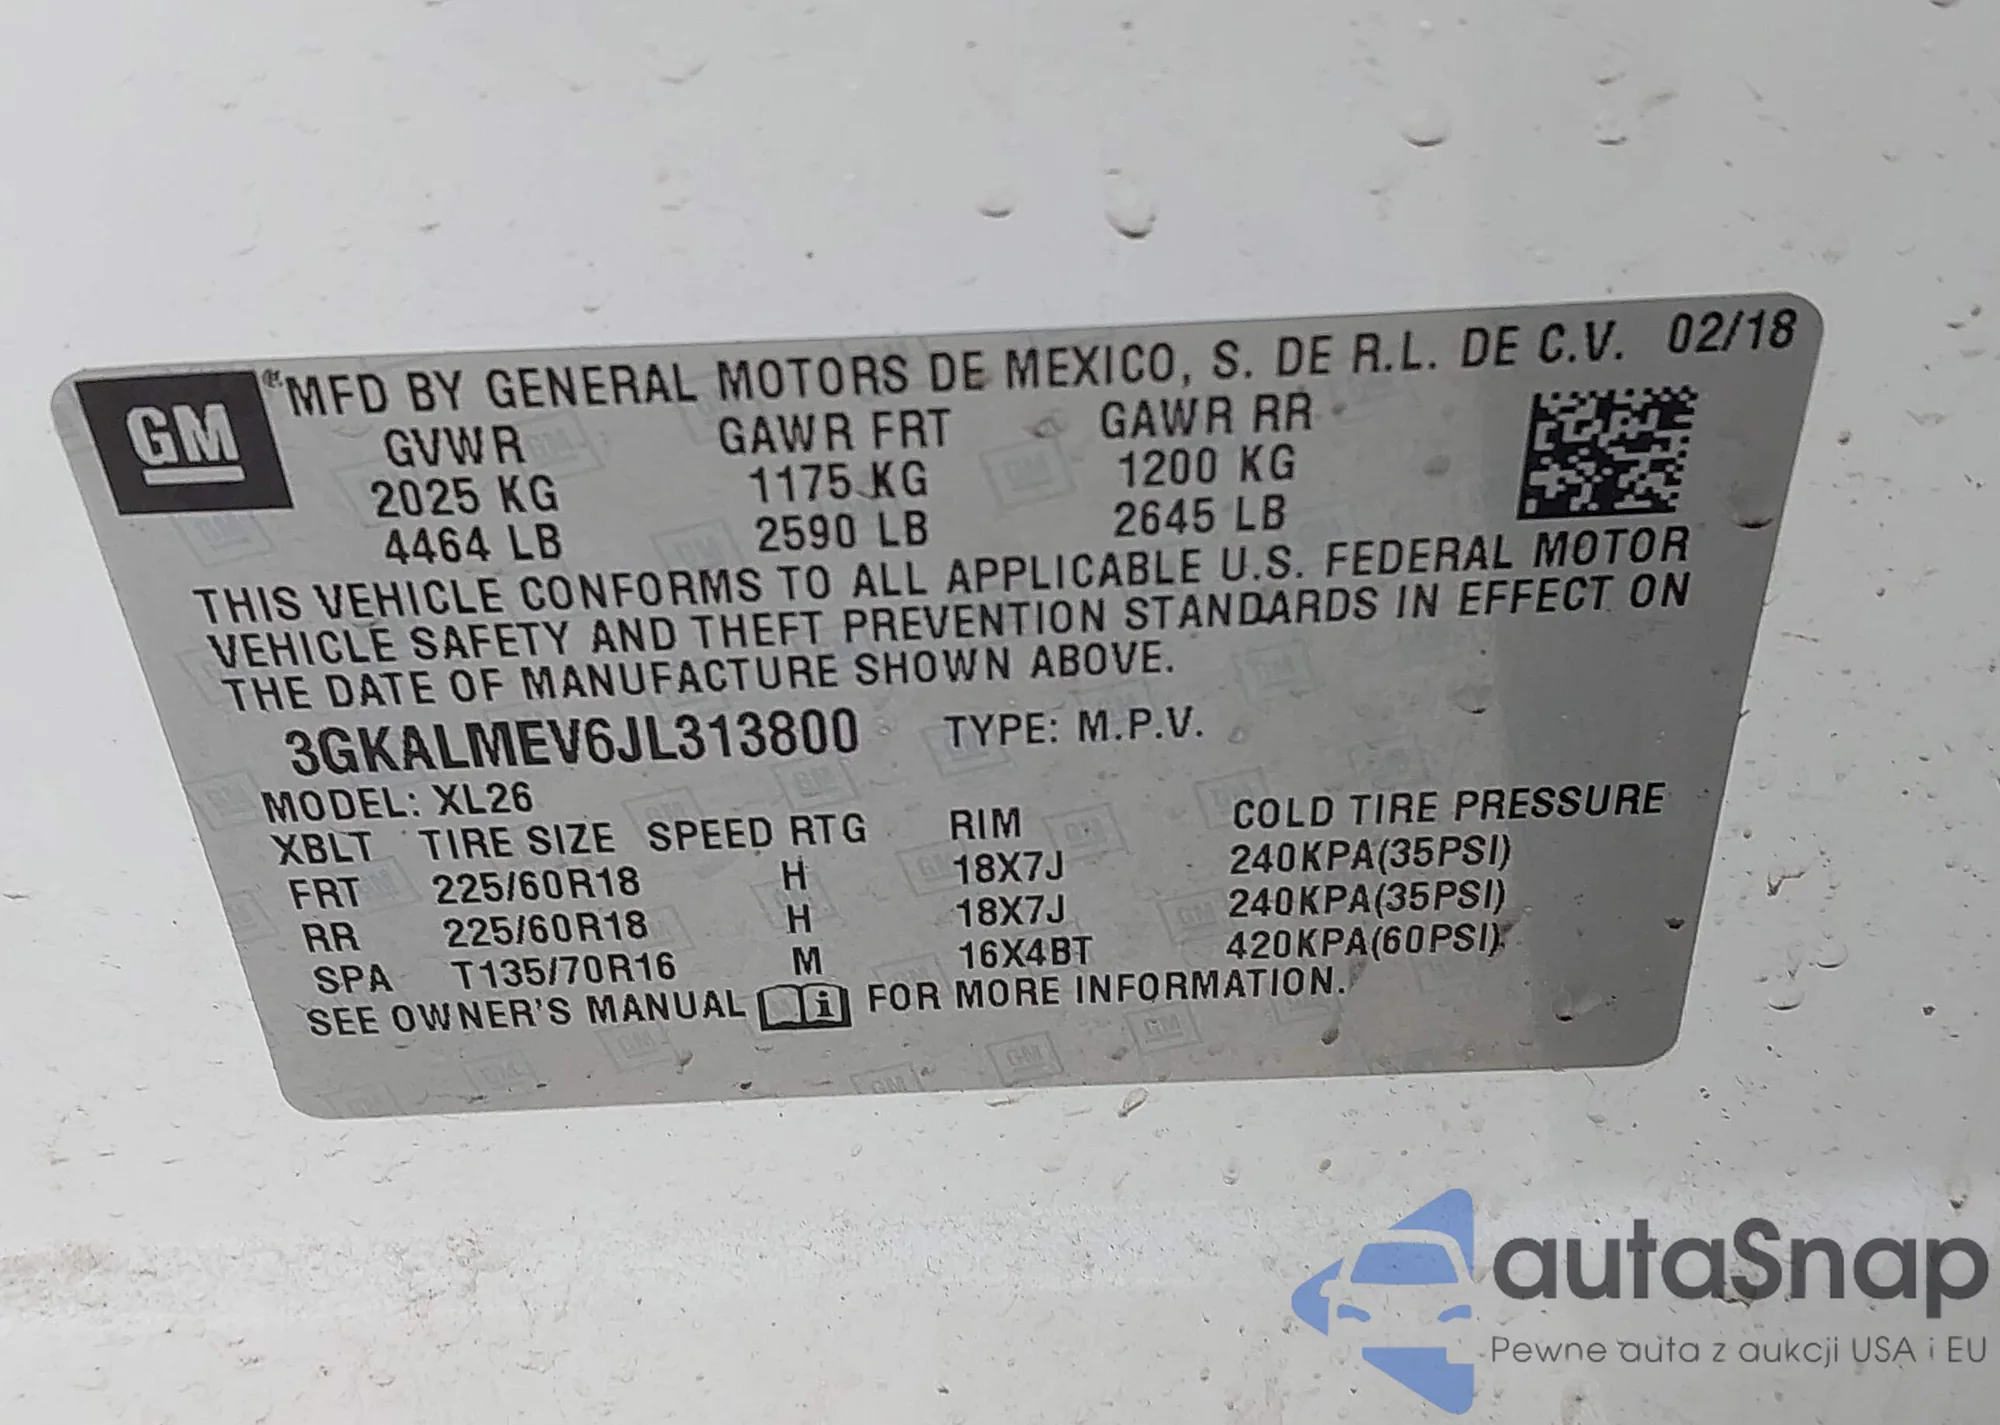 GM
MFD BY GENERAL MOTORS DE MEXICO, S. DE R.L. DE C.V. 02/18
GVWR GAWR FRT GAWR RR
2025 KG 1175 KG 1200 KG
4464 LB 2590 LB 2645 LB
THIS VEHICLE CONFORMS TO ALL APPLICABLE U.S. FEDERAL MOTOR
VEHICLE SAFETY AND THEFT PREVENTION STANDARDS IN EFFECT ON
THE DATE OF MANUFACTURE SHOWN ABOVE.
3GKALMEV6JL313800 TYPE: M.P.V.
MODEL: XL26
XBLT TIRE SIZE SPEED RTG RIM COLD TIRE PRESSURE
FRT 225/60R18 H 18X7J 240KPA(35PSI)
RR 225/60R18 H 18X7J 240KPA(35PSI)
SPA T135/70R16 M 16X4BT 420KPA(60PSI)
SEE OWNER'S MANUAL i FOR MORE INFORMATION.
autaSnap
Pewne auta z aukcji USA i EU